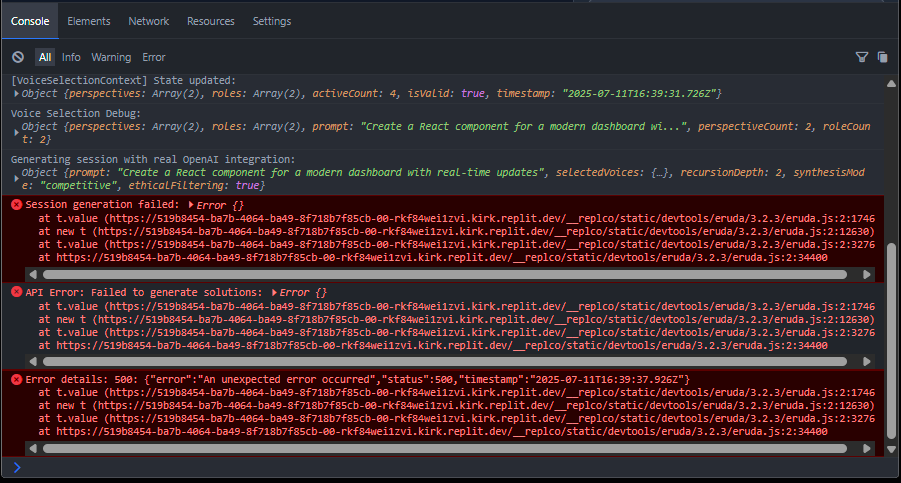 Console Elements Network Resources Settings
All Info Warning Error
[VoiceSelectionContext] State updated:
Object {perspectives: Array(2), roles: Array(2), activeCount: 4, isValid: true, timestamp: "2025-07-11T16:39:31.726Z"}
Voice Selection Debug:
Object {perspectives: Array(2), roles: Array(2), prompt: "Create a React component for a modern dashboard wi...", perspectiveCount: 2, roleCoun
t: 2}
Generating session with real OpenAI integration:
Object {prompt: "Create a React component for a modern dashboard with real-time updates", selectedVoices: {…}, recursionDepth: 2, synthesisMod
e: "competitive", ethicalFiltering: true}
Session generation failed: Error {}
at t.value (https://519b8454-ba7b-4064-ba49-8f718b7f85cb-00-rkf84wei1zvi.kirk.replit.dev/__replco/static/devtools/eruda/3.2.3/eruda.js:2:1746
at new t (https://519b8454-ba7b-4064-ba49-8f718b7f85cb-00-rkf84wei1zvi.kirk.replit.dev/__replco/static/devtools/eruda/3.2.3/eruda.js:2:12630)
at t.value (https://519b8454-ba7b-4064-ba49-8f718b7f85cb-00-rkf84wei1zvi.kirk.replit.dev/__replco/static/devtools/eruda/3.2.3/eruda.js:2:3276
at https://519b8454-ba7b-4064-ba49-8f718b7f85cb-00-rkf84wei1zvi.kirk.replit.dev/__replco/static/devtools/eruda/3.2.3/eruda.js:2:34400
API Error: Failed to generate solutions: Error {}
at t.value (https://519b8454-ba7b-4064-ba49-8f718b7f85cb-00-rkf84wei1zvi.kirk.replit.dev/__replco/static/devtools/eruda/3.2.3/eruda.js:2:1746
at new t (https://519b8454-ba7b-4064-ba49-8f718b7f85cb-00-rkf84wei1zvi.kirk.replit.dev/__replco/static/devtools/eruda/3.2.3/eruda.js:2:12630)
at t.value (https://519b8454-ba7b-4064-ba49-8f718b7f85cb-00-rkf84wei1zvi.kirk.replit.dev/__replco/static/devtools/eruda/3.2.3/eruda.js:2:3276
at https://519b8454-ba7b-4064-ba49-8f718b7f85cb-00-rkf84wei1zvi.kirk.replit.dev/__replco/static/devtools/eruda/3.2.3/eruda.js:2:34400
Error details: 500: {"error":"An unexpected error occurred","status":500,"timestamp":"2025-07-11T16:39:37.926Z"}
at t.value (https://519b8454-ba7b-4064-ba49-8f718b7f85cb-00-rkf84wei1zvi.kirk.replit.dev/__replco/static/devtools/eruda/3.2.3/eruda.js:2:1746
at new t (https://519b8454-ba7b-4064-ba49-8f718b7f85cb-00-rkf84wei1zvi.kirk.replit.dev/__replco/static/devtools/eruda/3.2.3/eruda.js:2:12630)
at t.value (https://519b8454-ba7b-4064-ba49-8f718b7f85cb-00-rkf84wei1zvi.kirk.replit.dev/__replco/static/devtools/eruda/3.2.3/eruda.js:2:3276
at https://519b8454-ba7b-4064-ba49-8f718b7f85cb-00-rkf84wei1zvi.kirk.replit.dev/__replco/static/devtools/eruda/3.2.3/eruda.js:2:34400